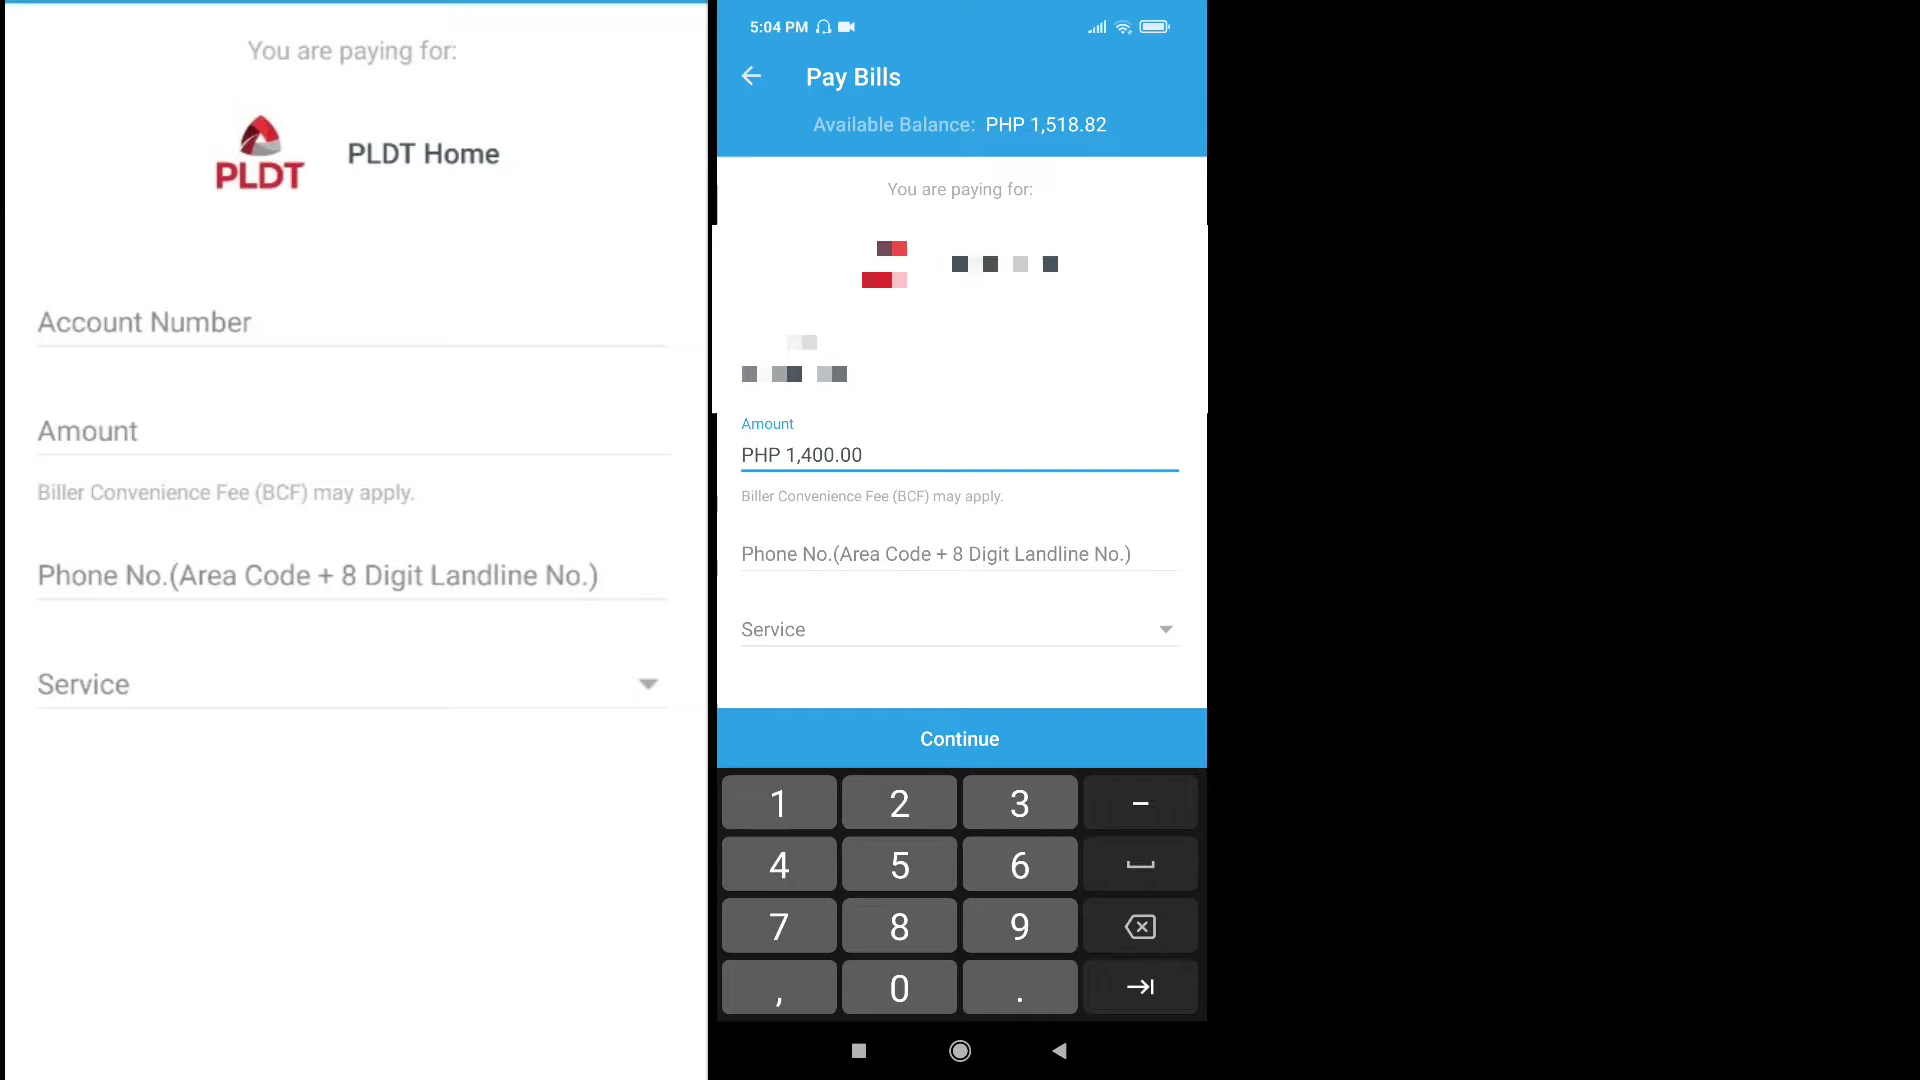 You are paying for:
PLDT
PLDT Home
Account Number
Amount
Biller Convenience Fee (BCF) may apply.
Phone No.(Area Code + 8 Digit Landline No.)
Service
5:04 PM
Pay Bills
Available Balance: PHP 1,518.82
You are paying for:
Amount
PHP 1,400.00
Biller Convenience Fee (BCF) may apply.
Phone No.(Area Code + 8 Digit Landline No.)
Service
Continue
1 2 3 −
4 5 6
7 8 9
, 0 .